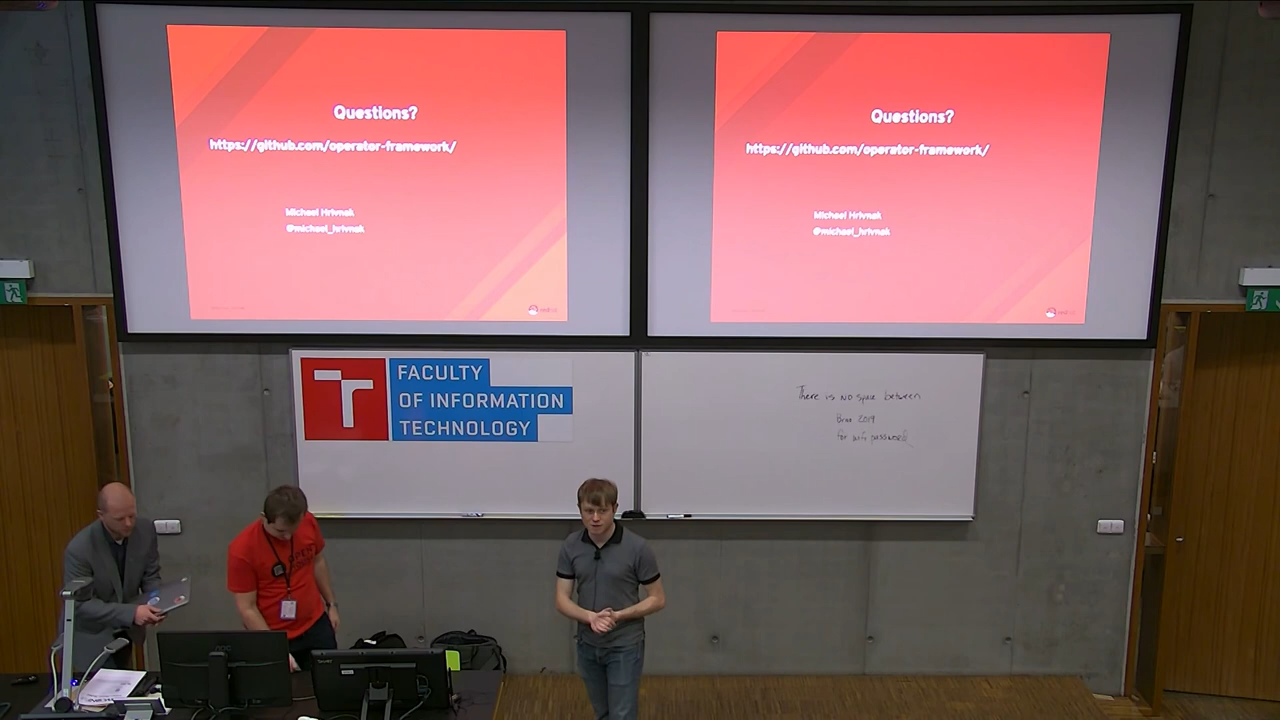 Questions?
https://github.com/operator-framework/
Michael Hrivnak
@michael_hrivnak
Questions?
https://github.com/operator-framework/
Michael Hrivnak
@michael_hrivnak
FACULTY
OF INFORMATION
TECHNOLOGY
There is no space between
Brno 2019
for wifi password
OPEN